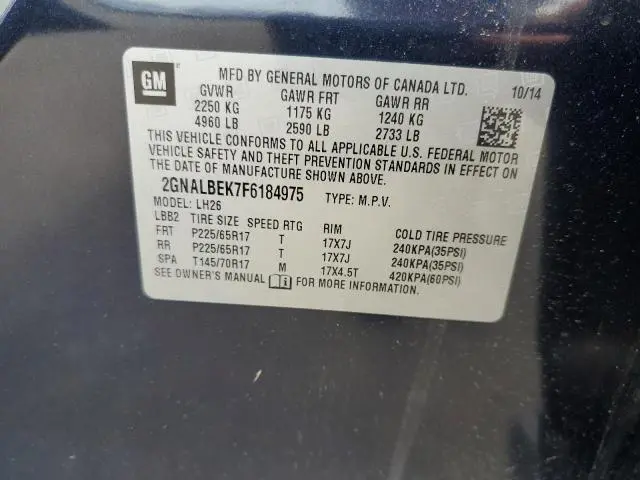 GM
MFD BY GENERAL MOTORS OF CANADA LTD. 10/14
GVWR GAWR FRT GAWR RR
2250 KG 1175 KG 1240 KG
4960 LB 2590 LB 2733 LB
THIS VEHICLE CONFORMS TO ALL APPLICABLE U.S. FEDERAL MOTOR
VEHICLE SAFETY AND THEFT PREVENTION STANDARDS IN EFFECT ON
THE DATE OF MANUFACTURE SHOWN ABOVE.
2GNALBEK7F6184975 TYPE: M.P.V.
MODEL: LH26
LBB2 TIRE SIZE SPEED RTG RIM COLD TIRE PRESSURE
FRT P225/65R17 T 17X7J 240KPA(35PSI)
RR P225/65R17 T 17X7J 240KPA(35PSI)
SPA T145/70R17 M 17X4.5T 420KPA(60PSI)
SEE OWNER'S MANUAL FOR MORE INFORMATION.